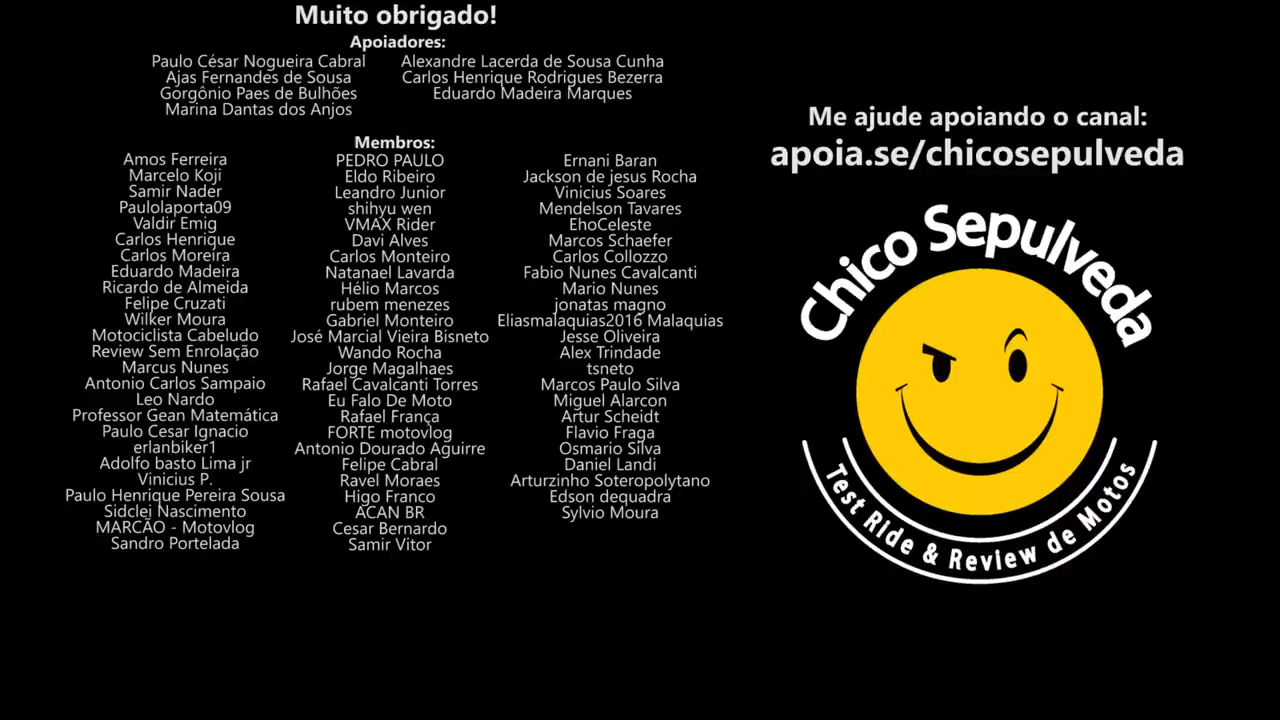 Muito obrigado!
Apoiadores:
Paulo César Nogueira Cabral
Ajas Fernandes de Sousa
Gorgônio Paes de Bulhões
Marina Dantas dos Anjos
Alexandre Lacerda de Sousa Cunha
Carlos Henrique Rodrigues Bezerra
Eduardo Madeira Marques
Membros:
Amos Ferreira
Marcelo Koji
Samir Nader
Paulolaporta09
Valdir Emig
Carlos Henrique
Carlos Moreira
Eduardo Madeira
Ricardo de Almeida
Felipe Cruzati
Wilker Moura
Motociclista Cabeludo
Review Sem Enrolação
Marcus Nunes
Antonio Carlos Sampaio
Leo Nardo
Professor Gean Matemática
Paulo Cesar Ignacio
erlanbiker1
Adolfo basto Lima jr
Vinicius P.
Paulo Henrique Pereira Sousa
Sidclei Nascimento
MARCÃO - Motovlog
Sandro Portelada
PEDRO PAULO
Eldo Ribeiro
Leandro Junior
shihyu wen
VMAX Rider
Davi Alves
Carlos Monteiro
Natanael Lavarda
Hélio Marcos
rubem menezes
Gabriel Monteiro
José Marcial Vieira Bisneto
Wando Rocha
Jorge Magalhaes
Rafael Cavalcanti Torres
Eu Falo De Moto
Rafael França
FORTE motovlog
Antonio Dourado Aguirre
Felipe Cabral
Ravel Moraes
Higo Franco
ACAN BR
Cesar Bernardo
Samir Vitor
Ernani Baran
Jackson de jesus Rocha
Vinicius Soares
Mendelson Tavares
EhoCeleste
Marcos Schaefer
Carlos Collozzo
Fabio Nunes Cavalcanti
Mario Nunes
jonatas magno
Eliasmalaquias2016 Malaquias
Jesse Oliveira
Alex Trindade
tsneto
Marcos Paulo Silva
Miguel Alarcon
Artur Scheidt
Flavio Fraga
Osmario Silva
Daniel Landi
Arturzinho Soteropolytano
Edson dequadra
Sylvio Moura
Me ajude apoiando o canal:
apoia.se/chicosepulveda
Chico Sepulveda
Test Ride & Review de Motos